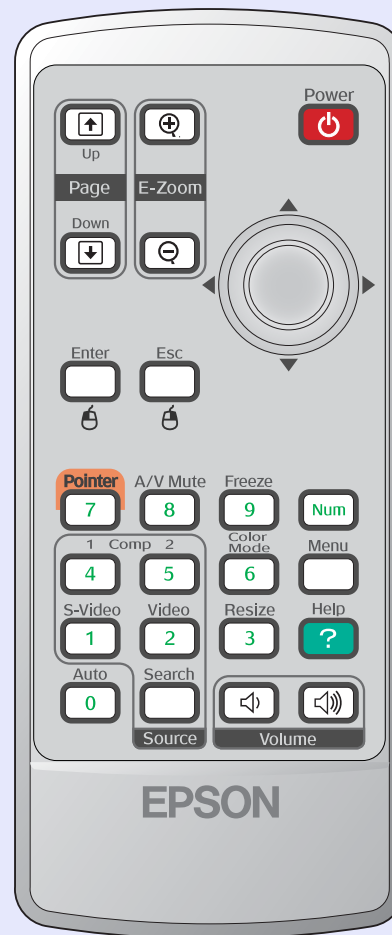 Power
Up
Page E-Zoom
Down
Enter Esc
Pointer A/V Mute Freeze
7 8 9 Num
1 Comp 2 Color Mode Menu
4 5 6
S-Video Video Resize Help
1 2 3 ?
Auto Search
0
Source Volume
EPSON